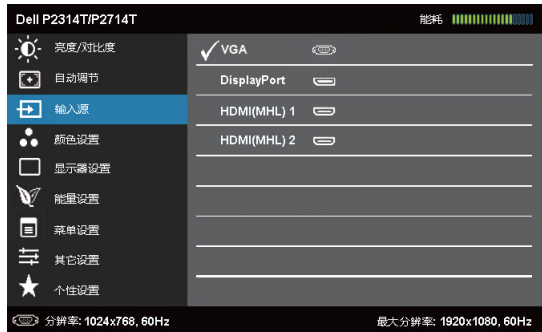 Dell P2314T/P2714T
能耗
亮度/对比度
自动调节
输入源
颜色设置
显示器设置
能量设置
菜单设置
其它设置
个性设置
VGA
DisplayPort
HDMI(MHL) 1
HDMI(MHL) 2
分辨率: 1024x768, 60Hz
最大分辨率: 1920x1080, 60Hz